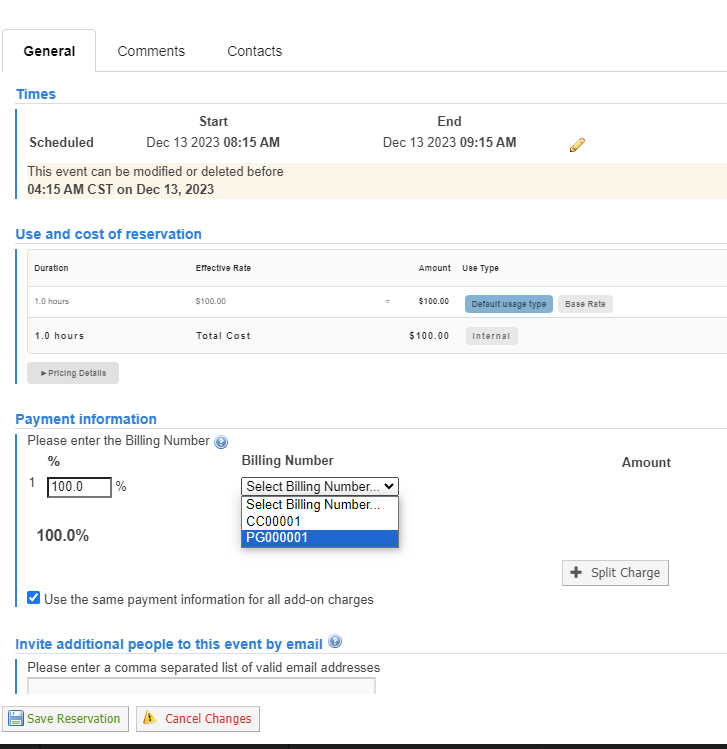 General Comments Contacts
Times
Start End
Scheduled Dec 13 2023 08:15 AM Dec 13 2023 09:15 AM
This event can be modified or deleted before
04:15 AM CST on Dec 13, 2023
Use and cost of reservation
Duration Effective Rate Amount Use Type
1.0 hours $100.00 = $100.00 Default usage type Base Rate
1.0 hours Total Cost $100.00 Internal
►Pricing Details
Payment information
Please enter the Billing Number ?
% Billing Number Amount
1 100.0 % Select Billing Number...
Select Billing Number...
CC00001
PG000001
100.0%
+ Split Charge
Use the same payment information for all add-on charges
Invite additional people to this event by email ?
Please enter a comma separated list of valid email addresses
Save Reservation Cancel Changes